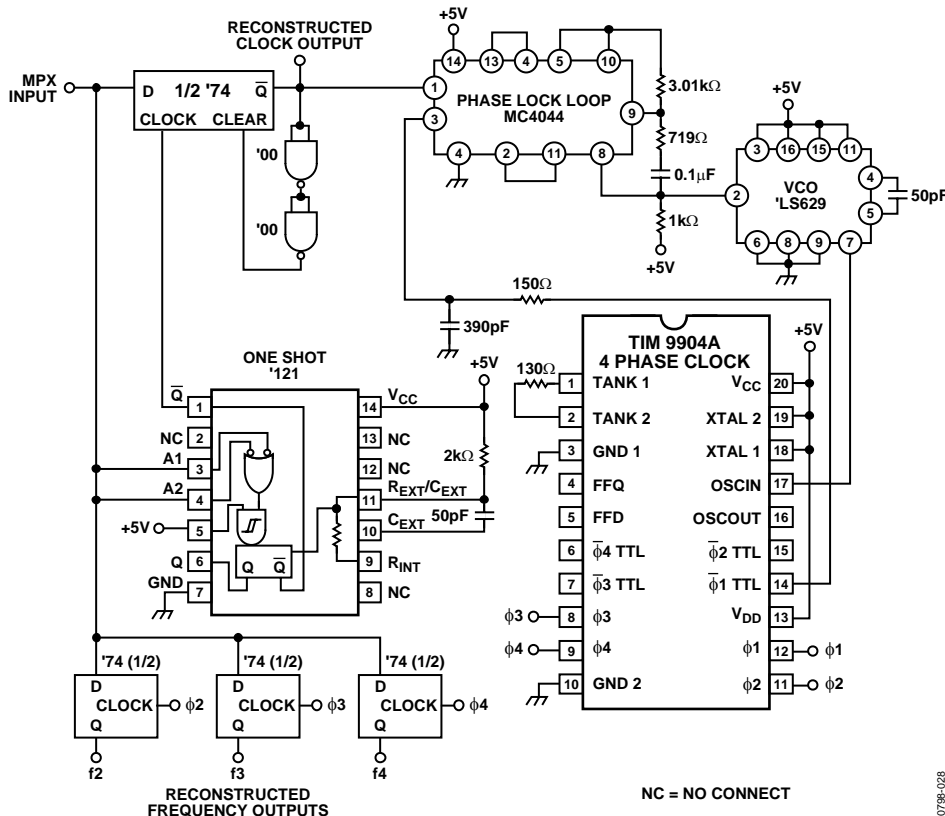 RECONSTRUCTED
CLOCK OUTPUT
MPX
INPUT
D 1/2 '74 Q̅
CLOCK CLEAR
'00
'00
+5V
14 13 4 5 10
1
3
PHASE LOCK LOOP
MC4044
9
4 2 11 8
3.01kΩ
719Ω
0.1µF
1kΩ
+5V
+5V
3 16 15 11
VCO
'LS629
2
4
5
50pF
6 8 9 7
150Ω
390pF
ONE SHOT
'121
Q̅ 1
NC 2
A1 3
A2 4
+5V 5
Q 6
GND 7
Q Q̅
14 VCC
13 NC
12 NC
11 REXT/CEXT
10 CEXT
9 RINT
8 NC
+5V
2kΩ
50pF
TIM 9904A
4 PHASE CLOCK
130Ω
1 TANK 1
2 TANK 2
3 GND 1
4 FFQ
5 FFD
6 ϕ̅4 TTL
7 ϕ̅3 TTL
ϕ3 8 ϕ3
ϕ4 9 ϕ4
10 GND 2
+5V
VCC 20
XTAL 2 19
XTAL 1 18
OSCIN 17
OSCOUT 16
ϕ̅2 TTL 15
ϕ̅1 TTL 14
VDD 13
ϕ1 12 ϕ1
ϕ2 11 ϕ2
'74 (1/2) '74 (1/2) '74 (1/2)
D
CLOCK ϕ2
Q
f2
D
CLOCK ϕ3
Q
f3
D
CLOCK ϕ4
Q
f4
RECONSTRUCTED
FREQUENCY OUTPUTS
NC = NO CONNECT
0798-028